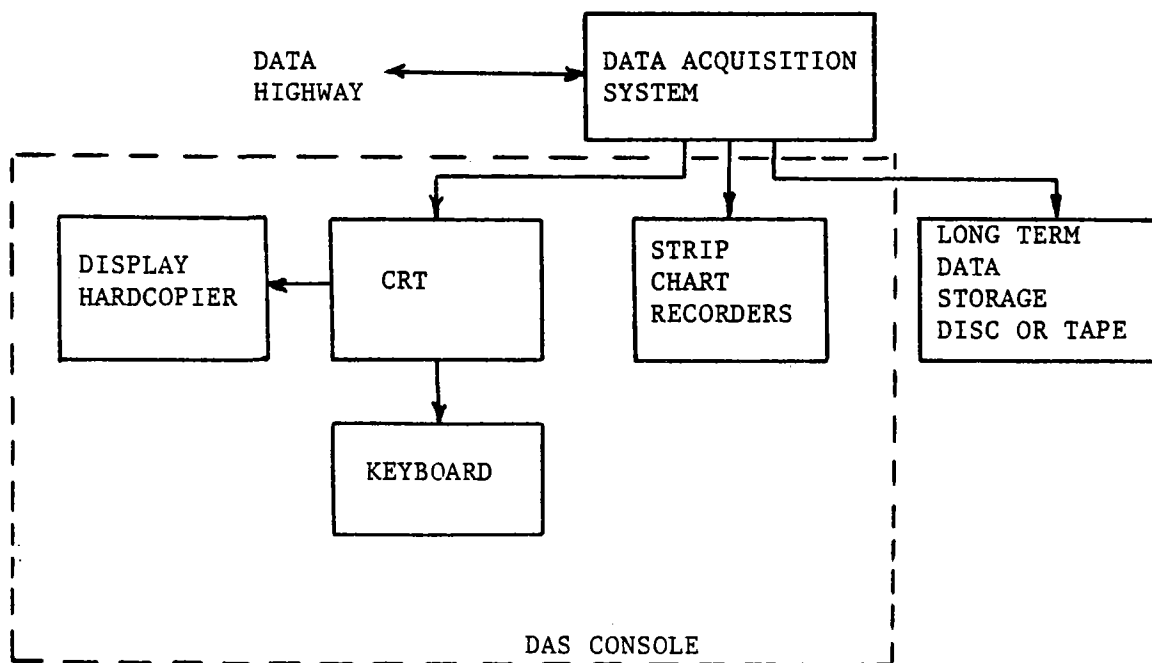 DATA
HIGHWAY
DATA ACQUISITION
SYSTEM
DISPLAY
HARDCOPIER
CRT
STRIP
CHART
RECORDERS
LONG TERM
DATA
STORAGE
DISC OR TAPE
KEYBOARD
DAS CONSOLE